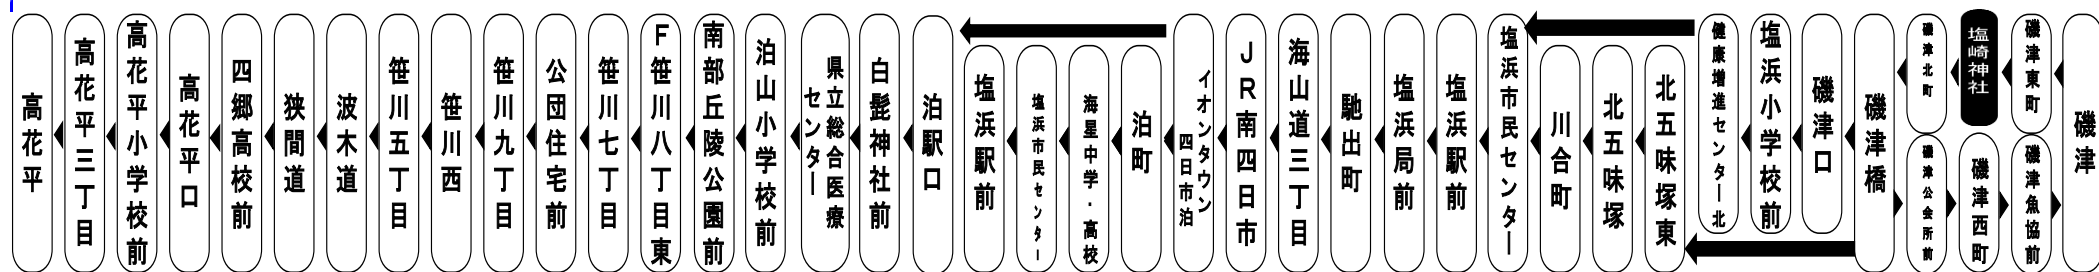 高花平
高花平三丁目
高花平小学校前
高花平口
四郷高校前
狭間道
波木道
笹川五丁目
笹川西
笹川九丁目
公団住宅前
笹川七丁目
F笹川八丁目東
南部丘陵公園前
泊山小学校前
県立総合医療
センター
白髭神社前
泊駅口
塩浜駅前
塩浜市民センター
海星中学・高校
泊町
イオンタウン
四日市泊
JR南四日市
海山道三丁目
馳出町
塩浜局前
塩浜駅前
塩浜市民センター
川合町
北五味塚
北五味塚東
健康増進センター北
塩浜小学校前
磯津口
磯津橋
磯津北町
磯津公会所前
塩崎神社
磯津西町
磯津東町
磯津魚協前
磯津